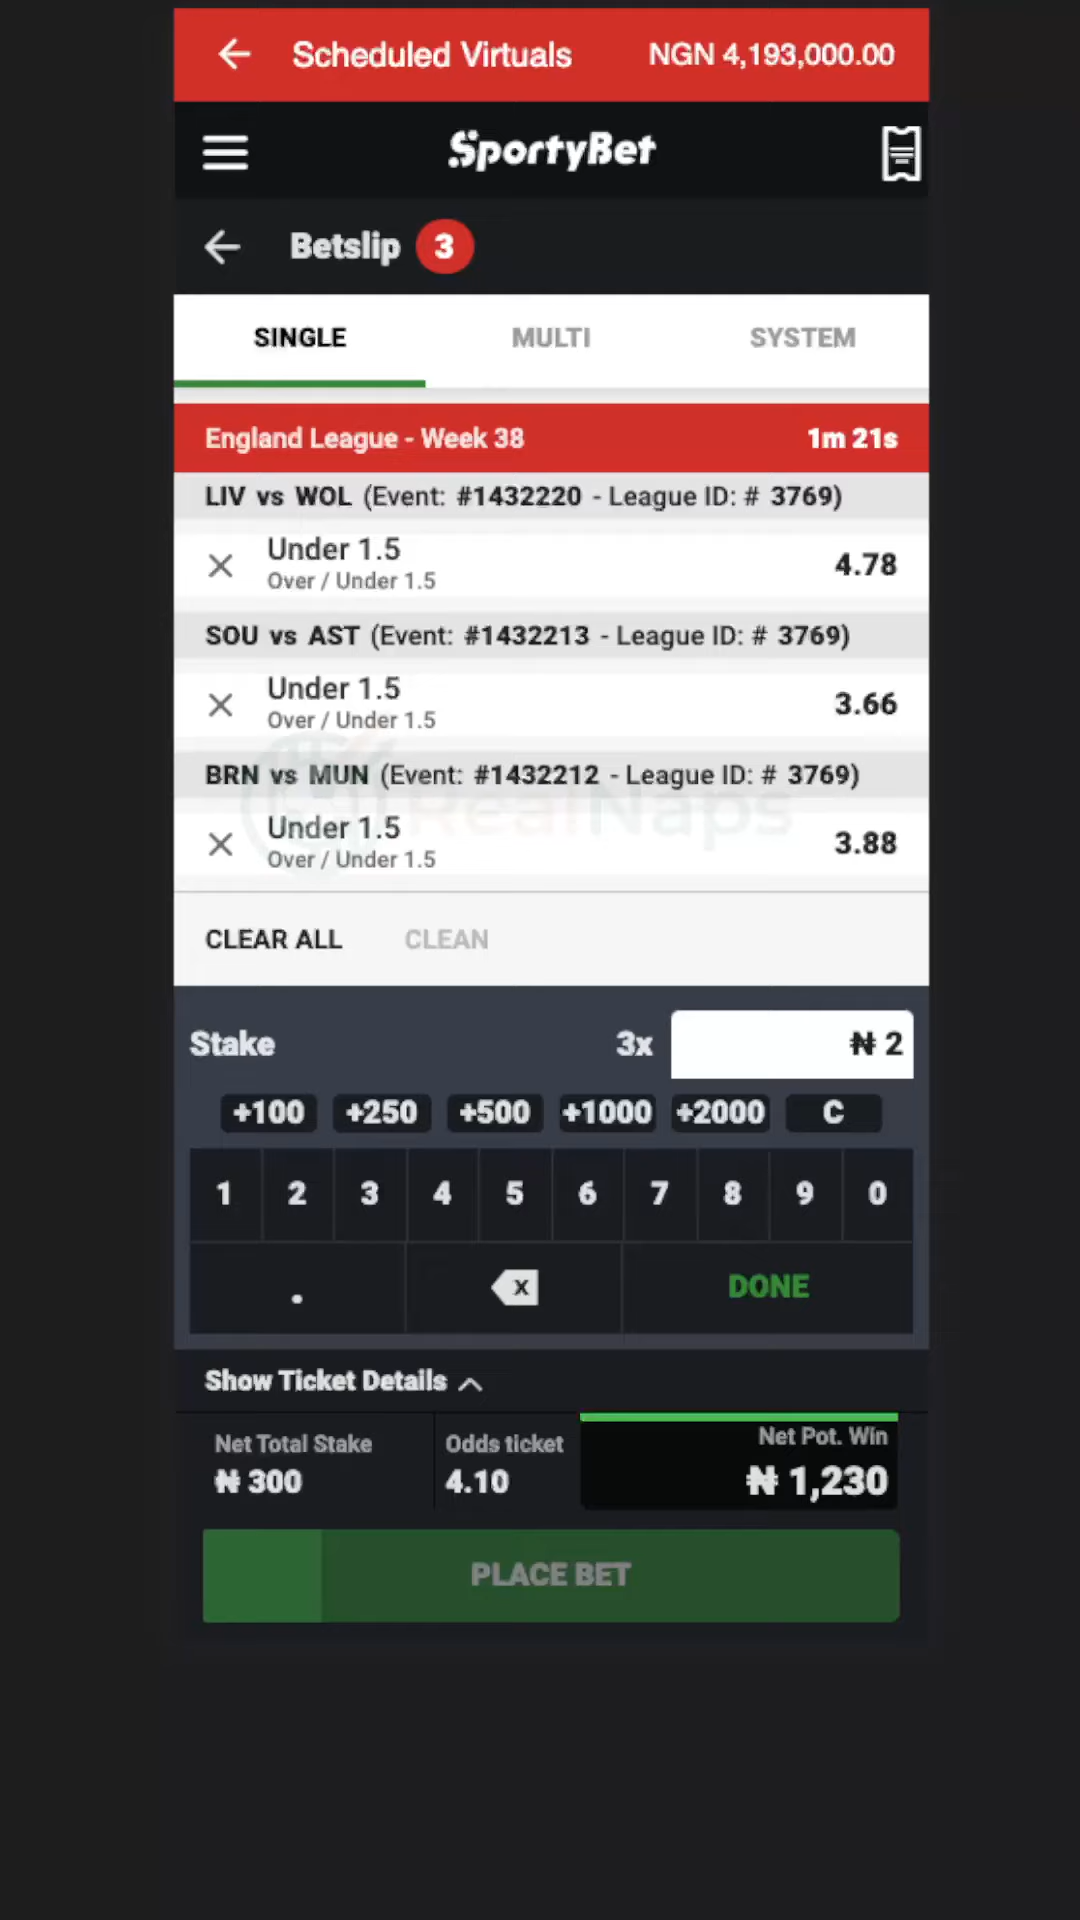 Scheduled Virtuals NGN 4,193,000.00
SportyBet
Betslip 3
SINGLE MULTI SYSTEM
England League - Week 38 1m 21s
LIV vs WOL (Event: #1432220 - League ID: # 3769)
Under 1.5 4.78
Over / Under 1.5
SOU vs AST (Event: #1432213 - League ID: # 3769)
Under 1.5 3.66
Over / Under 1.5
BRN vs MUN (Event: #1432212 - League ID: # 3769)
RealNaps
Under 1.5 3.88
Over / Under 1.5
CLEAR ALL CLEAN
Stake 3x ₦ 2
+100 +250 +500 +1000 +2000 C
1 2 3 4 5 6 7 8 9 0
. X DONE
Show Ticket Details
Net Total Stake Odds ticket Net Pot. Win
₦ 300 4.10 ₦ 1,230
PLACE BET